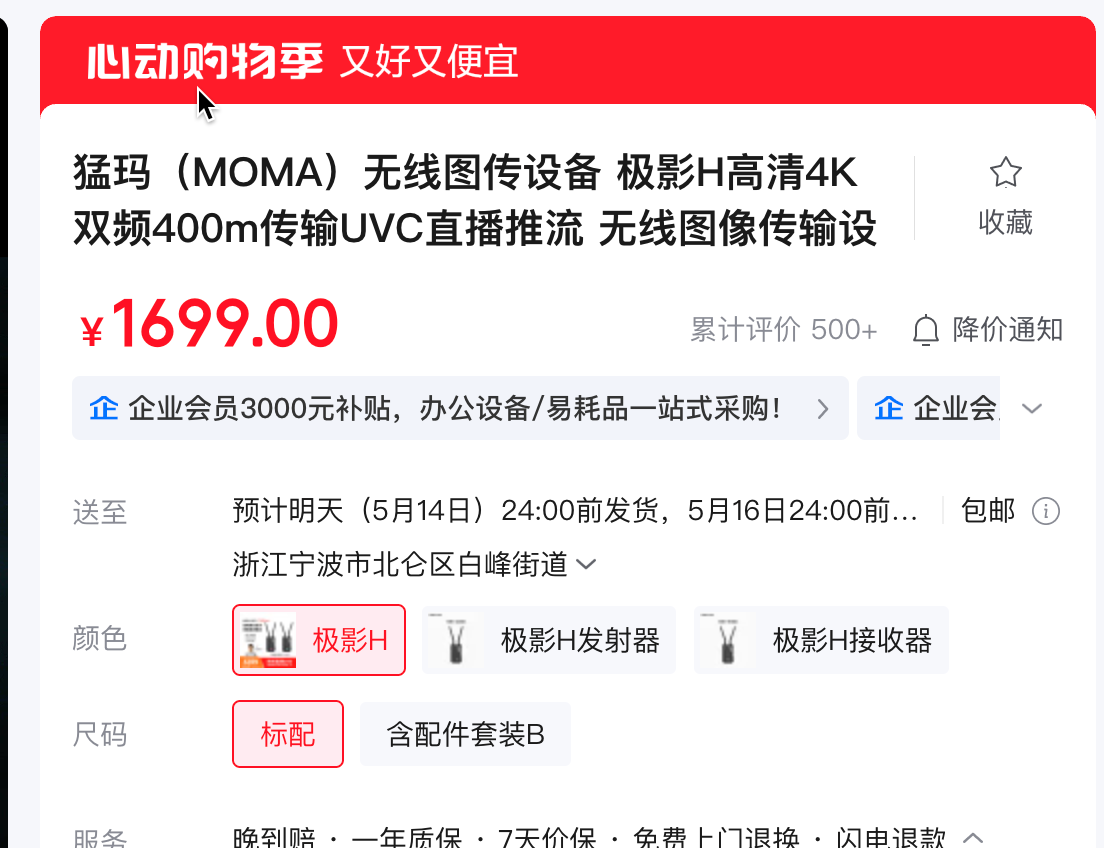 心动购物季 又好又便宜
猛玛（MOMA）无线图传设备 极影H高清4K
双频400m传输UVC直播推流 无线图像传输设
收藏
¥1699.00
累计评价 500+
降价通知
企 企业会员3000元补贴，办公设备/易耗品一站式采购！
企 企业会
送至
预计明天（5月14日）24:00前发货，5月16日24:00前...
包邮
浙江宁波市北仑区白峰街道
颜色
极影H
极影H发射器
极影H接收器
尺码
标配
含配件套装B
服务
晚到赔 · 一年质保 · 7天价保 · 免费上门退换 · 闪电退款